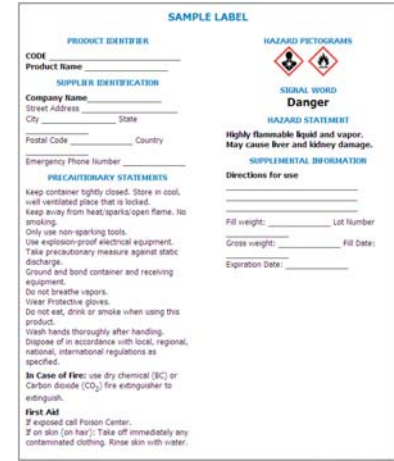 SAMPLE LABEL
PRODUCT IDENTIFIER
CODE
Product Name
SUPPLIER IDENTIFICATION
Company Name
Street Address
City State
Postal Code Country
Emergency Phone Number
PRECAUTIONARY STATEMENTS
Keep container tightly closed. Store in cool,
well ventilated place that is locked.
Keep away from heat/sparks/open flame. No
smoking.
Only use non-sparking tools.
Use explosion-proof electrical equipment.
Take precautionary measure against static
discharge.
Ground and bond container and receiving
equipment.
Do not breathe vapors.
Wear Protective gloves.
Do not eat, drink or smoke when using this
product.
Wash hands thoroughly after handling.
Dispose of in accordance with local, regional,
national, international regulations as
specified.
In Case of Fire: use dry chemical (BC) or
Carbon dioxide (CO₂) fire extinguisher to
extinguish.
First Aid
If exposed call Poison Center.
If on skin (on hair): Take off immediately any
contaminated clothing. Rinse skin with water.
HAZARD PICTOGRAMS
SIGNAL WORD
Danger
HAZARD STATEMENT
Highly flammable liquid and vapor.
May cause liver and kidney damage.
SUPPLEMENTAL INFORMATION
Directions for use
Fill weight: Lot Number
Gross weight: Fill Date:
Expiration Date: